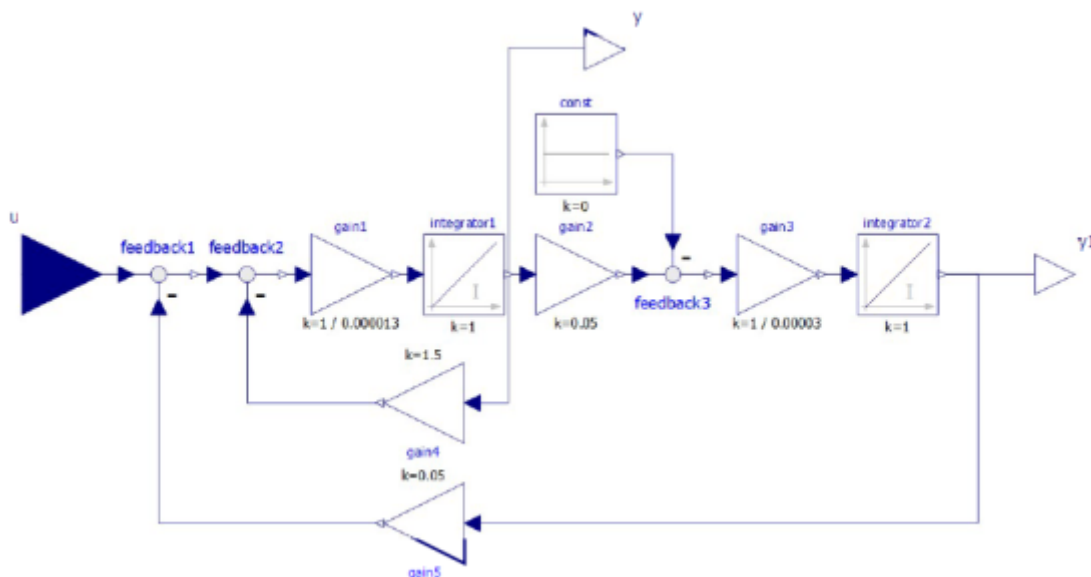 y
const
k=0
u
feedback1
feedback2
gain1
integrator1
gain2
gain3
integrator2
y1
I
I
feedback3
k=1 / 0.000013
k=1
k=0.05
k=1 / 0.00003
k=1
k=1.5
gain4
k=0.05
gain5